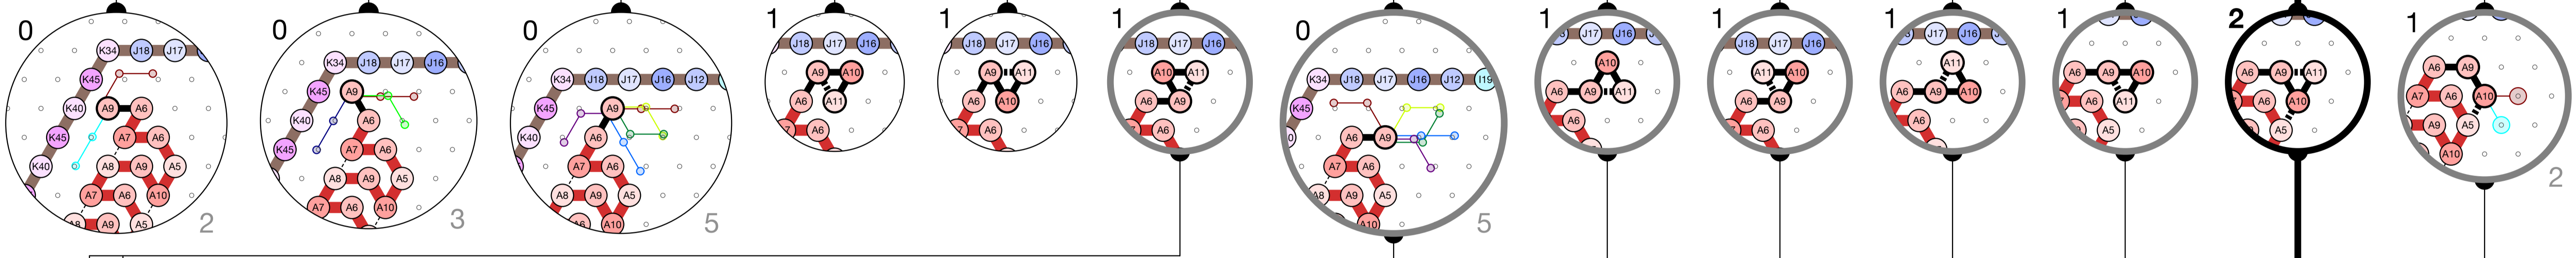 0 0 0 1 1 1 0 1 1 1 1 2 1
K34 J18 J17
K45
K40 A9 A6
K45 A7 A6
K40 A8 A9 A5
A7 A6 A10
A8 A9 A5
2
K34 J18 J17 J16
K45 A9
K40 A6
K45 A7 A6
A8 A9 A5
A7 A6 A10
3
K34 J18 J17 J16 J12
K45 A9
K40 A6
A7 A6
A8 A9 A5
A6 A10
5
J18 J17 J16
A9 A10
A6 A11
A6
J18 J17 J16
A9 A11
A6 A10
A6
J18 J17 J16
A10 A11
A6 A9
A6
K34 J18 J17 J16 J12 I19
K45
A6 A9
A7 A6
A8 A9 A5
A10
5
J17 J16
A10
A6 A9 A11
A6
J18 J17 J16
A11 A10
A6 A9
A6
J17 J16
A11
A6 A9 A10
A6
A6 A9 A10
A6 A11
A5
A6 A9 A11
A6 A10
A5
A6 A9
A7 A6 A10
A9 A5
A10
2